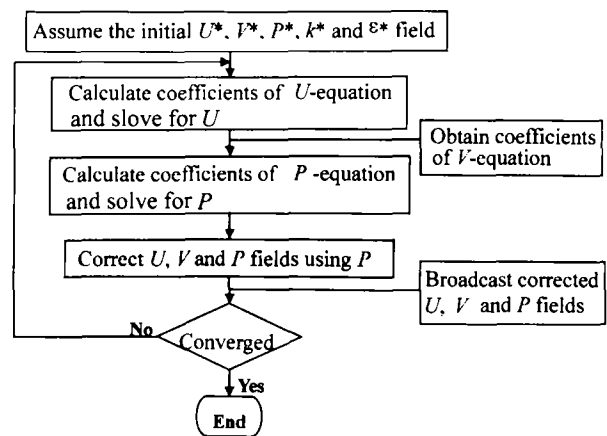 Assume the initial U*, V*, P*, k* and ε* field
Calculate coefficients of U-equation
and slove for U
Obtain coefficients
of V-equation
Calculate coefficients of P -equation
and solve for P
Correct U, V and P fields using P
Broadcast corrected
U, V and P fields
No
Converged
Yes
End